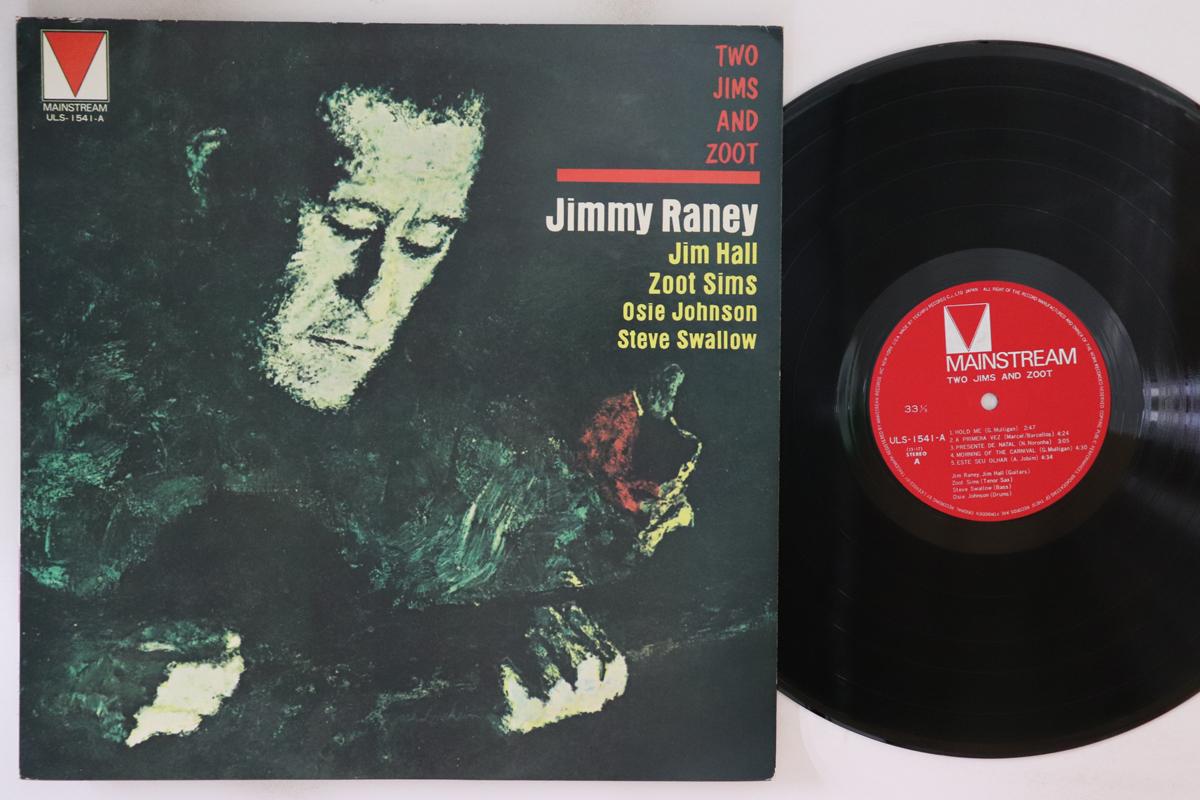 MAINSTREAM
ULS-1541-A
TWO
JIMS
AND
ZOOT
Jimmy Raney
Jim Hall
Zoot Sims
Osie Johnson
Steve Swallow
MAINSTREAM
TWO JIMS AND ZOOT
33⅓
ULS-1541-A
STEREO
A
1. HOLD ME (G. Mulligan) 2:47
2. A PRIMERA VEZ (Marcel/Barcellos) 4:24
3. PRESENTE DE NATAL (N. Noronha) 3:05
4. MORNING OF THE CARNIVAL (G. Mulligan) 4:30
5. ESTE SEU OLHAR (A. Jobim) 4:34
Jim Raney, Jim Hall (Guitars)
Zoot Sims (Tenor Sax)
Steve Swallow (Bass)
Osie Johnson (Drums)